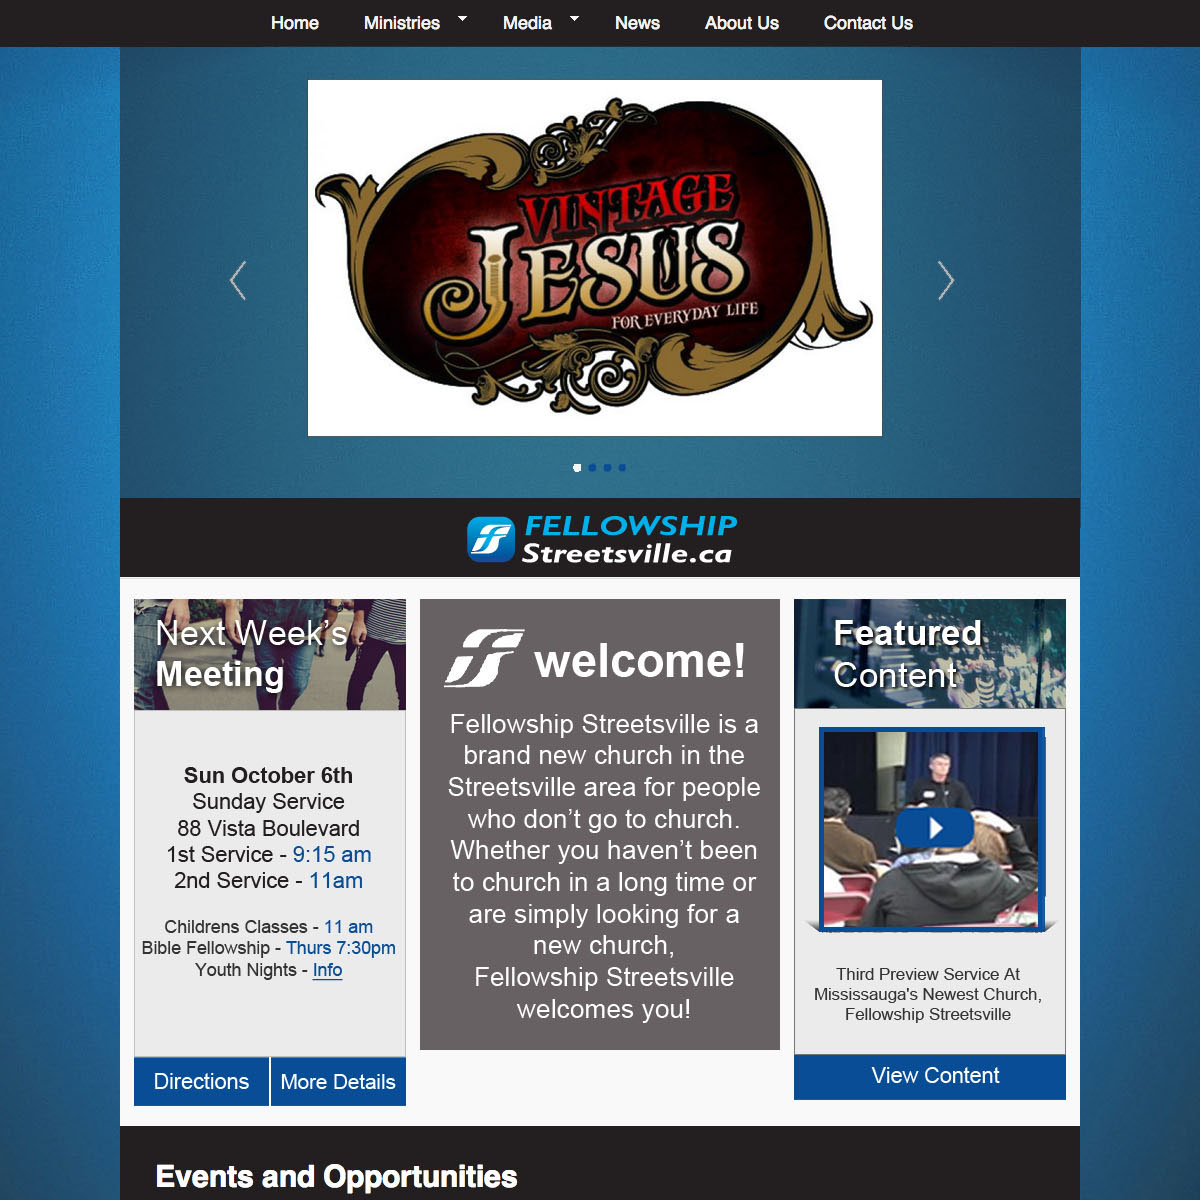 Home Ministries Media News About Us Contact Us
VINTAGE
JESUS
FOR EVERYDAY LIFE
FELLOWSHIP
Streetsville.ca
Next Week’s
Meeting
Sun October 6th
Sunday Service
88 Vista Boulevard
1st Service - 9:15 am
2nd Service - 11am
Childrens Classes - 11 am
Bible Fellowship - Thurs 7:30pm
Youth Nights - Info
Directions
More Details
welcome!
Fellowship Streetsville is a
brand new church in the
Streetsville area for people
who don’t go to church.
Whether you haven’t been
to church in a long time or
are simply looking for a
new church,
Fellowship Streetsville
welcomes you!
Featured
Content
Third Preview Service At
Mississauga's Newest Church,
Fellowship Streetsville
View Content
Events and Opportunities